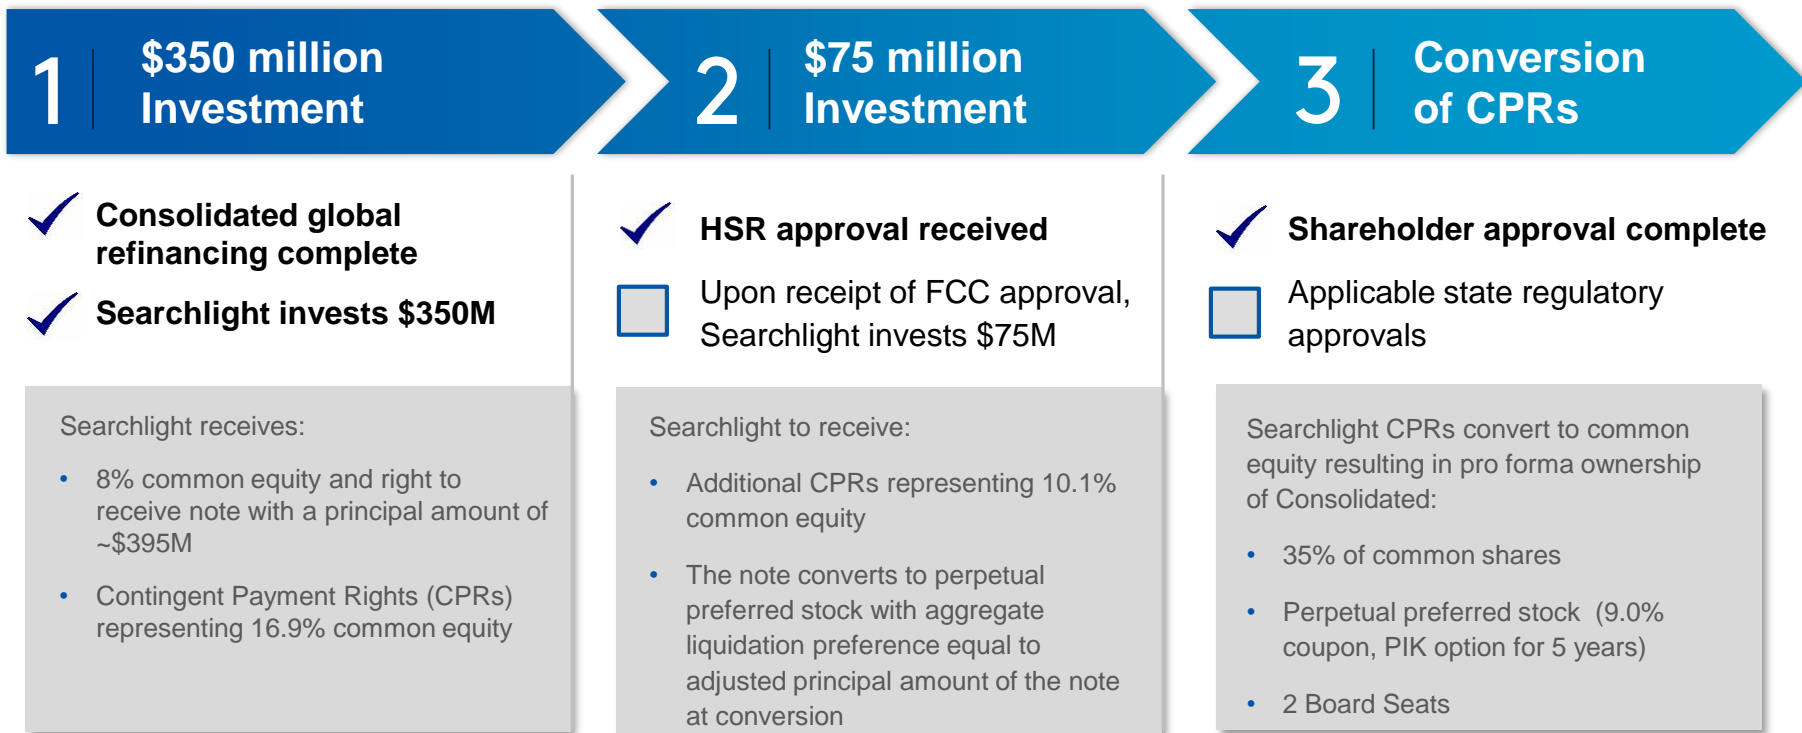 1
$350 million
Investment
2
$75 million
Investment
3
Conversion
of CPRs
Consolidated global
refinancing complete
Searchlight invests $350M
Searchlight receives:
• 8% common equity and right to
receive note with a principal amount of
~$395M
• Contingent Payment Rights (CPRs)
representing 16.9% common equity
HSR approval received
Upon receipt of FCC approval,
Searchlight invests $75M
Searchlight to receive:
• Additional CPRs representing 10.1%
common equity
• The note converts to perpetual
preferred stock with aggregate
liquidation preference equal to
adjusted principal amount of the note
at conversion
Shareholder approval complete
Applicable state regulatory
approvals
Searchlight CPRs convert to common
equity resulting in pro forma ownership
of Consolidated:
• 35% of common shares
• Perpetual preferred stock (9.0%
coupon, PIK option for 5 years)
• 2 Board Seats